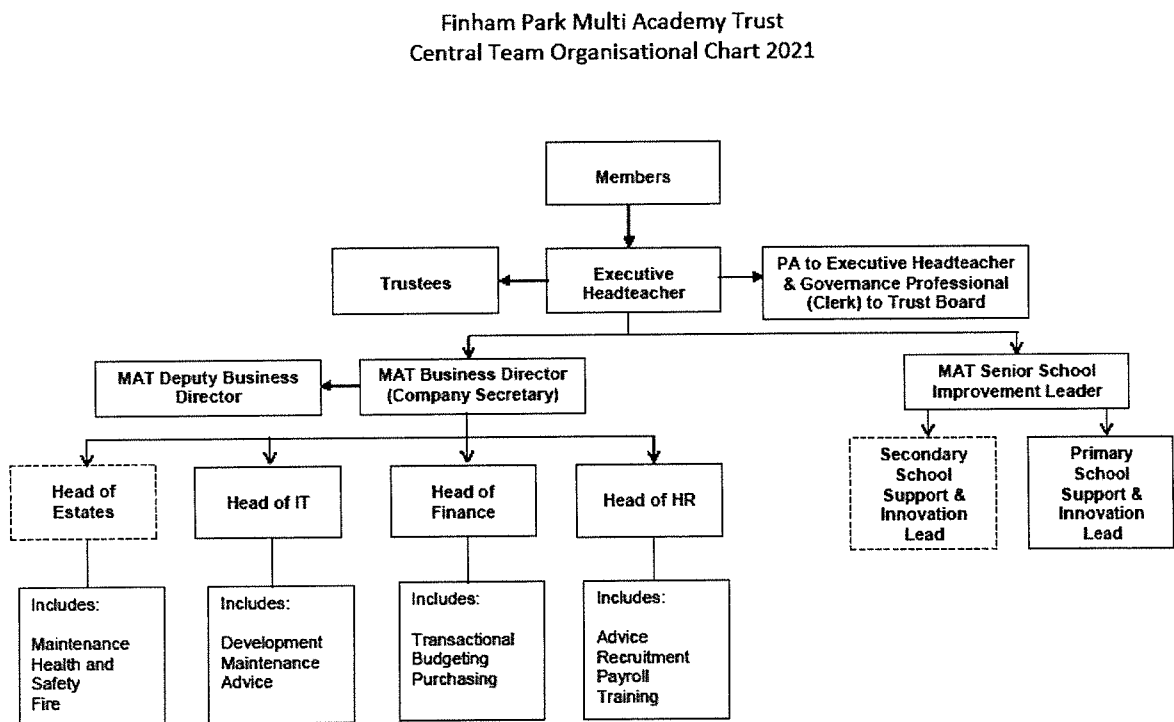 Finham Park Multi Academy Trust
Central Team Organisational Chart 2021
Members
Trustees
Executive
Headteacher
PA to Executive Headteacher
& Governance Professional
(Clerk) to Trust Board
MAT Deputy Business
Director
MAT Business Director
(Company Secretary)
MAT Senior School
Improvement Leader
Head of
Estates
Head of IT
Head of
Finance
Head of HR
Secondary
School
Support &
Innovation
Lead
Primary
School
Support &
Innovation
Lead
Includes:
Maintenance
Health and
Safety
Fire
Includes:
Development
Maintenance
Advice
Includes:
Transactional
Budgeting
Purchasing
Includes:
Advice
Recruitment
Payroll
Training